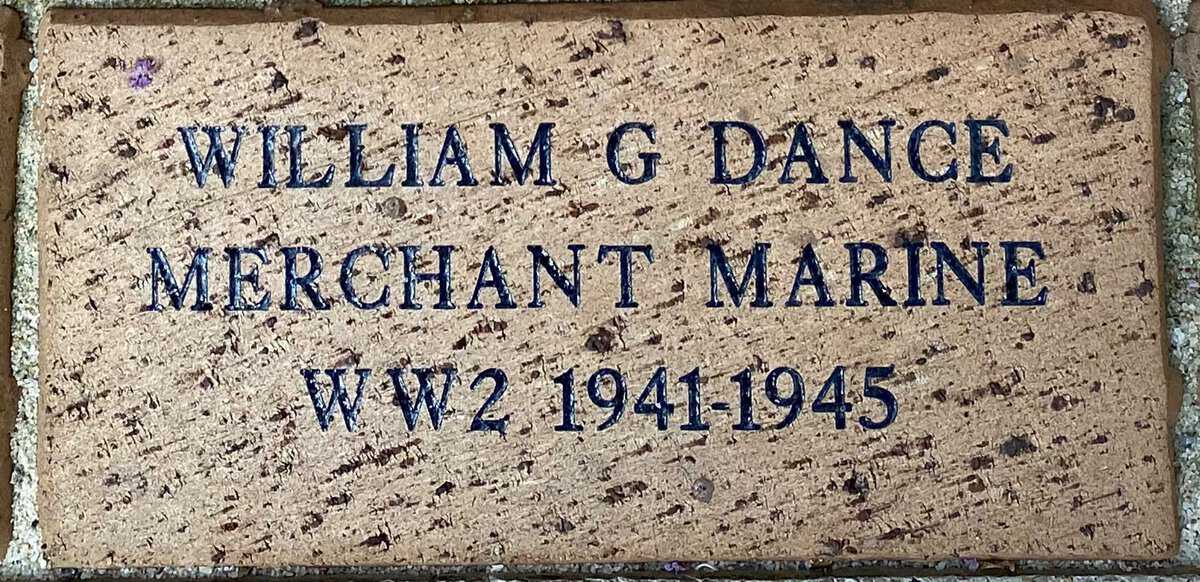 WILLIAM G DANCE
MERCHANT MARINE
WW2 1941-1945